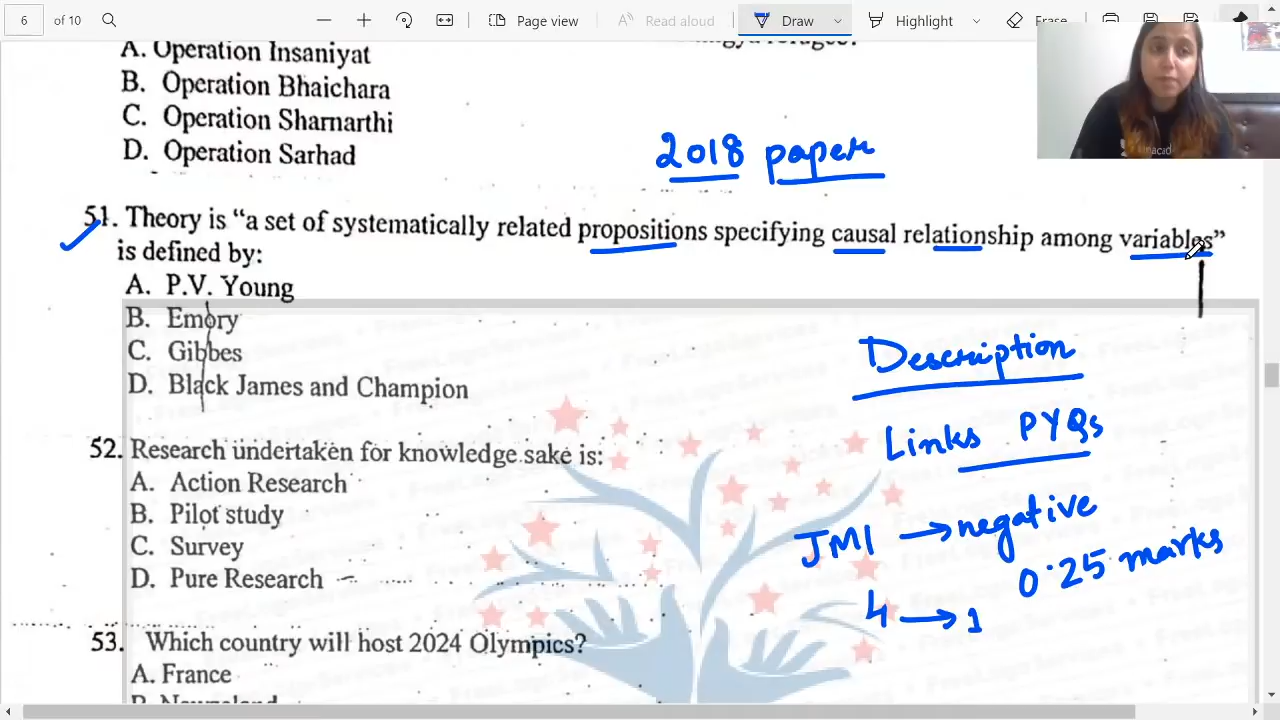 6 of 10 Page view Read aloud Draw Highlight Erase
A. Operation Insaniyat
B. Operation Bhaichara
C. Operation Sharnarthi
D. Operation Sarhad
2018 paper
51. Theory is “a set of systematically related propositions specifying causal relationship among variables”
is defined by:
A. P.V. Young
B. Emory
C. Gibbes
D. Black James and Champion
Description
Links PYQs
52. Research undertaken for knowledge sake is:
A. Action Research
B. Pilot study
C. Survey
D. Pure Research
JMI → negative
0.25 marks
4 → 1
53. Which country will host 2024 Olympics?
A. France